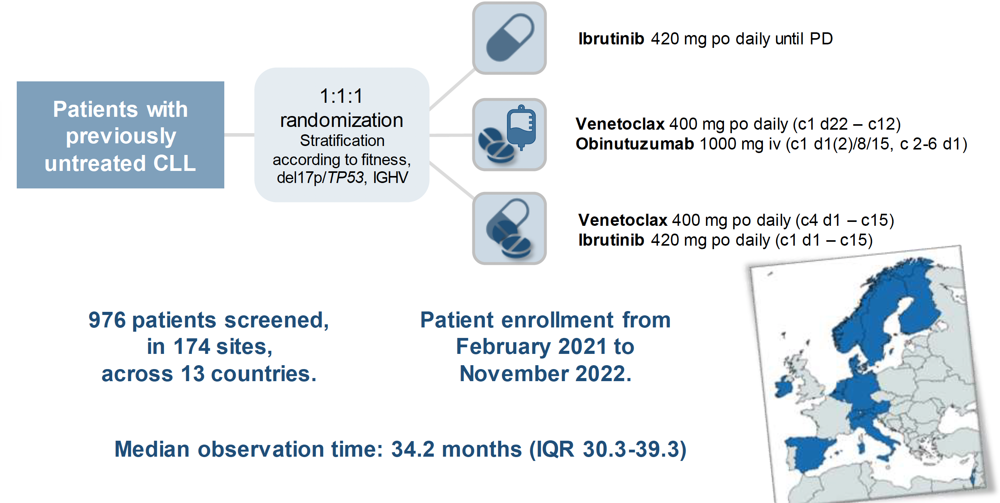 Patients with
previously
untreated CLL
1:1:1
randomization
Stratification
according to fitness,
del17p/TP53, IGHV
Ibrutinib 420 mg po daily until PD
Venetoclax 400 mg po daily (c1 d22 – c12)
Obinutuzumab 1000 mg iv (c1 d1(2)/8/15, c 2-6 d1)
Venetoclax 400 mg po daily (c4 d1 – c15)
Ibrutinib 420 mg po daily (c1 d1 – c15)
976 patients screened,
in 174 sites,
across 13 countries.
Patient enrollment from
February 2021 to
November 2022.
Median observation time: 34.2 months (IQR 30.3-39.3)